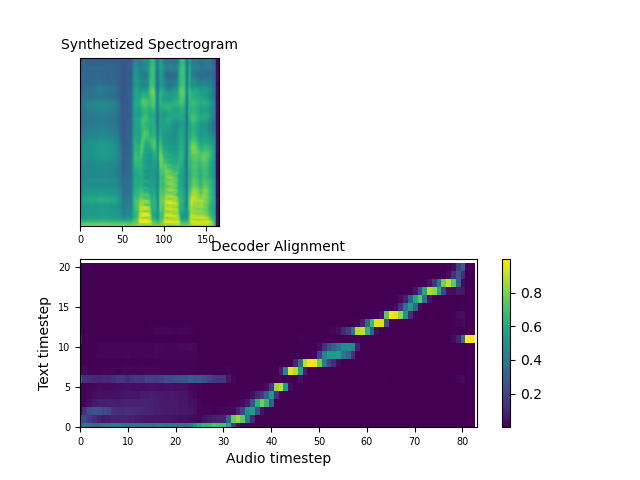 Synthetized Spectrogram
0 50 100 150
Decoder Alignment
20
15
10
5
0
Text timestep
0 10 20 30 40 50 60 70 80
Audio timestep
0.8
0.6
0.4
0.2